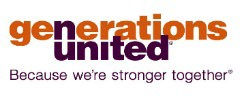 generations
united®
Because we're stronger together®